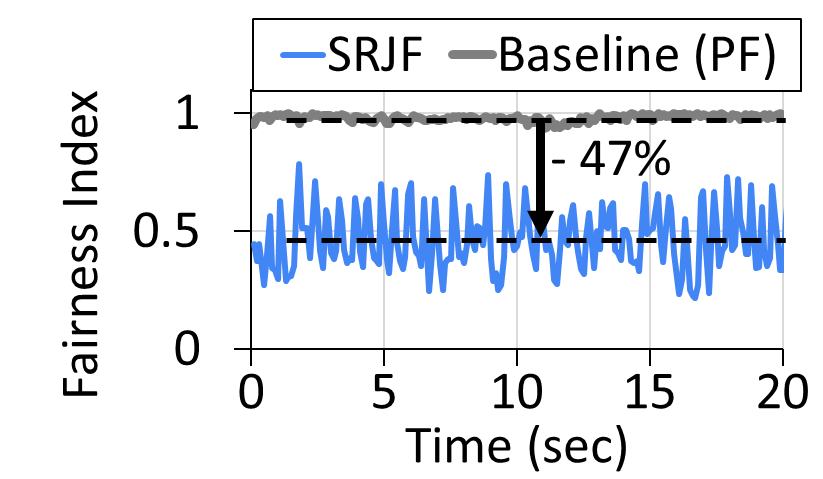 SRJF Baseline (PF)
Fairness Index
1
0.5
0
- 47%
0 5 10 15 20
Time (sec)